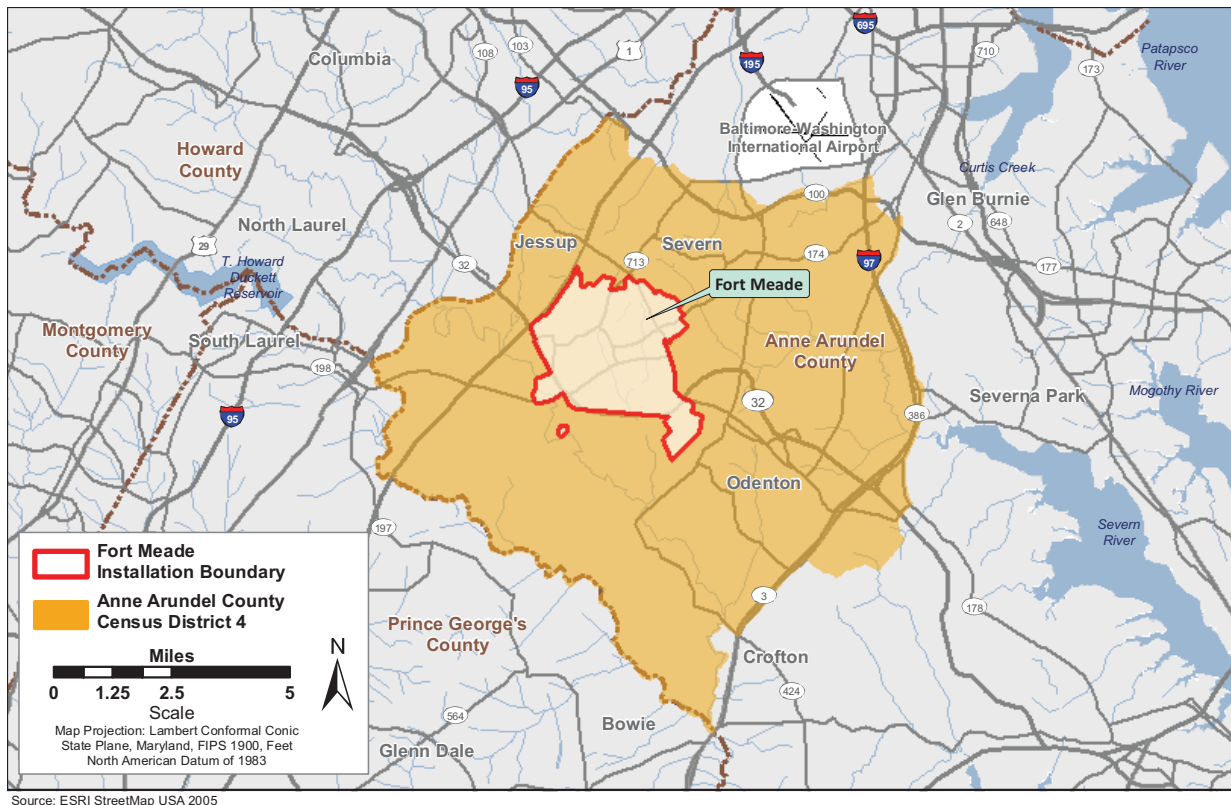 695
710
Patapsco
River
173
1
103
108
Columbia
95
195
Baltimore-Washington
International Airport
Howard
County
Curtis Creek
Glen Burnie
100
2
648
North Laurel
29
Jessup
Severn
174
97
177
32
713
T. Howard
Duckett
Reservoir
Fort Meade
Montgomery
County
South Laurel
198
Anne Arundel
County
Severna Park
Mogothy River
95
32
386
Odenton
197
Severn
River
Fort Meade
Installation Boundary
Anne Arundel County
Census District 4
Miles
0 1.25 2.5 5
Scale
N
Map Projection: Lambert Conformal Conic
State Plane, Maryland, FIPS 1900, Feet
North American Datum of 1983
3
178
Prince George's
County
Crofton
424
564
Bowie
Glenn Dale
Source: ESRI StreetMap USA 2005